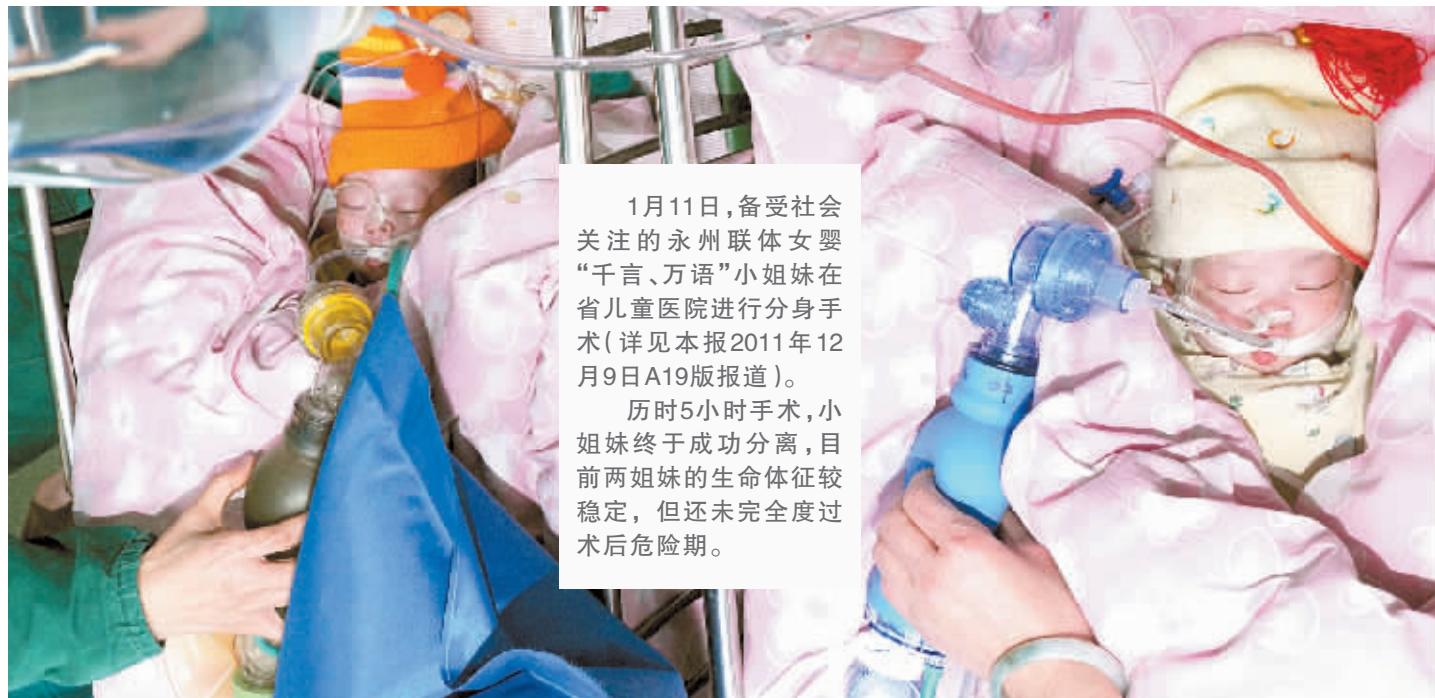 1月11日，备受社会
关注的永州联体女婴
“千言、万语”小姐妹在
省儿童医院进行分身手
术（详见本报2011年12
月9日A19版报道）。
历时5小时手术，小
姐妹终于成功分离，目
前两姐妹的生命体征较
稳定，但还未完全度过
术后危险期。